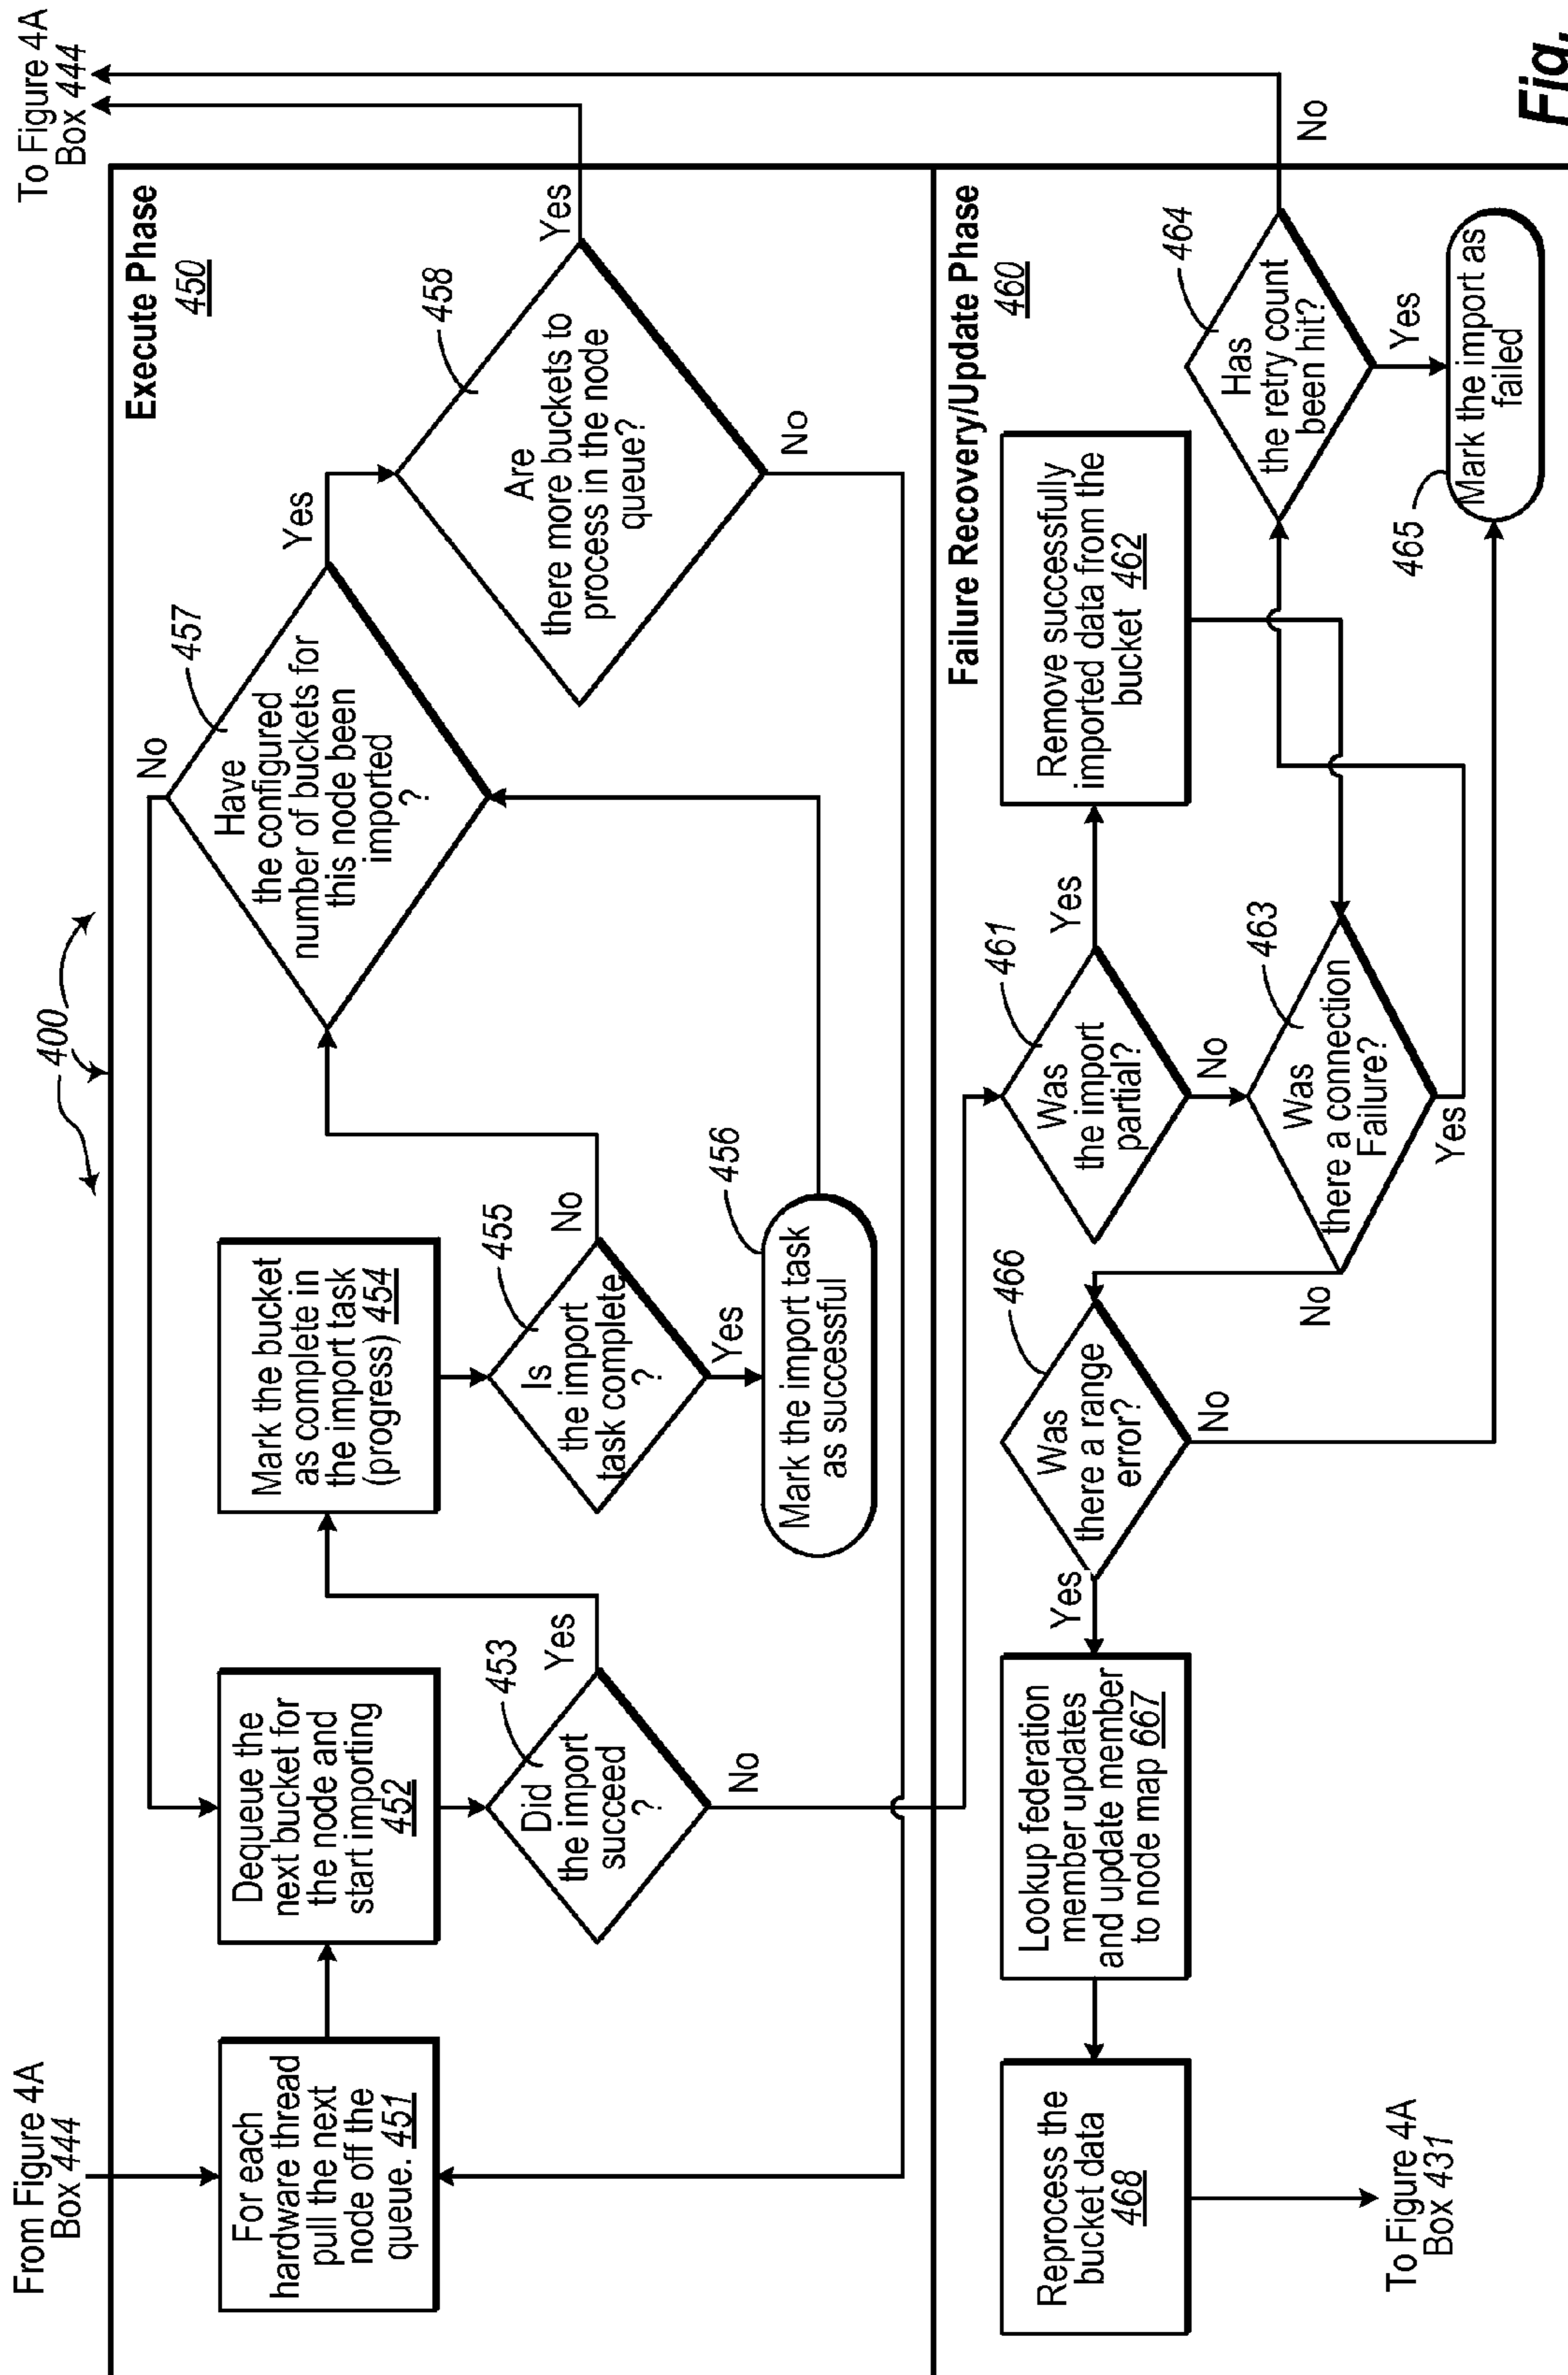 From Figure 4A
Box 444
To Figure 4A
Box 444
400
Execute Phase
450
For each
hardware thread
pull the next
node off the
queue. 451
Dequeue the
next bucket for
the node and
start importing
452
Did
the import
succeed
?
453
Yes
No
Mark the bucket
as complete in
the import task
(progress) 454
Is
the import
task complete
?
455
No
Yes
Mark the import task
as successful
456
Have
the configured
number of buckets for
this node been
imported
?
457
No
Yes
Are
there more buckets to
process in the node
queue?
458
Yes
No
Failure Recovery/Update Phase
460
Was
the import
partial?
461
Yes
No
Remove successfully
imported data from the
bucket 462
Was
there a connection
Failure?
463
Yes
No
Has
the retry count
been hit?
464
No
Yes
Mark the import as
failed
465
Was
there a range
error?
466
Yes
No
Lookup federation
member updates
and update member
to node map 667
Reprocess the
bucket data
468
To Figure 4A
Box 431
Fig.